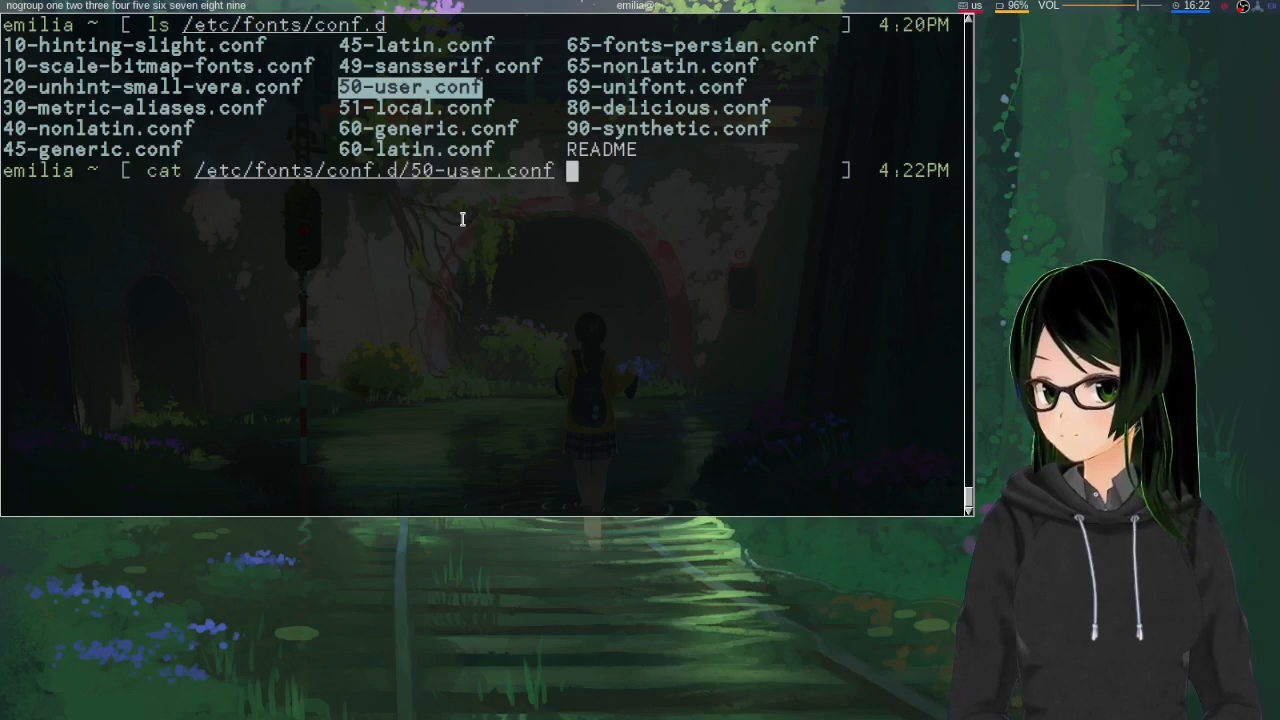 nogroup one two three four five six seven eight nine
emilia@
us 96% VOL 16:22 EN
emilia ~ [ ls /etc/fonts/conf.d ] 4:20PM
10-hinting-slight.conf 45-latin.conf 65-fonts-persian.conf
10-scale-bitmap-fonts.conf 49-sansserif.conf 65-nonlatin.conf
20-unhint-small-vera.conf 50-user.conf 69-unifont.conf
30-metric-aliases.conf 51-local.conf 80-delicious.conf
40-nonlatin.conf 60-generic.conf 90-synthetic.conf
45-generic.conf 60-latin.conf README
emilia ~ [ cat /etc/fonts/conf.d/50-user.conf ] 4:22PM